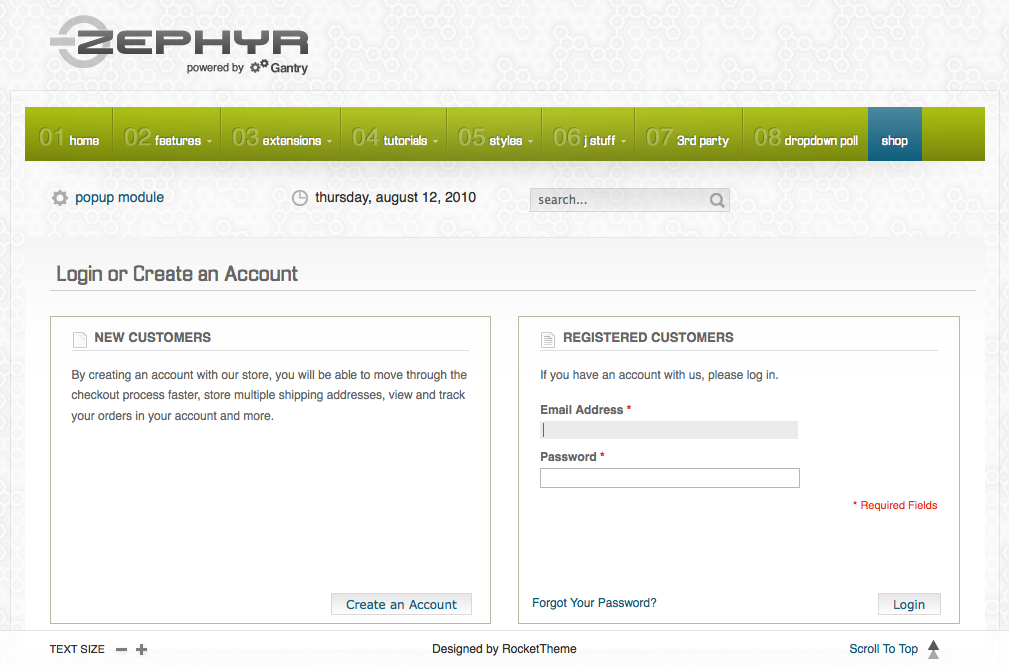 ZEPHYR
powered by Gantry
01 home 02 features 03 extensions 04 tutorials 05 styles 06 j stuff 07 3rd party 08 dropdown poll shop
popup module thursday, august 12, 2010 search...
Login or Create an Account
NEW CUSTOMERS
By creating an account with our store, you will be able to move through the
checkout process faster, store multiple shipping addresses, view and track
your orders in your account and more.
Create an Account
REGISTERED CUSTOMERS
If you have an account with us, please log in.
Email Address *
Password *
* Required Fields
Forgot Your Password? Login
TEXT SIZE Designed by RocketTheme Scroll To Top